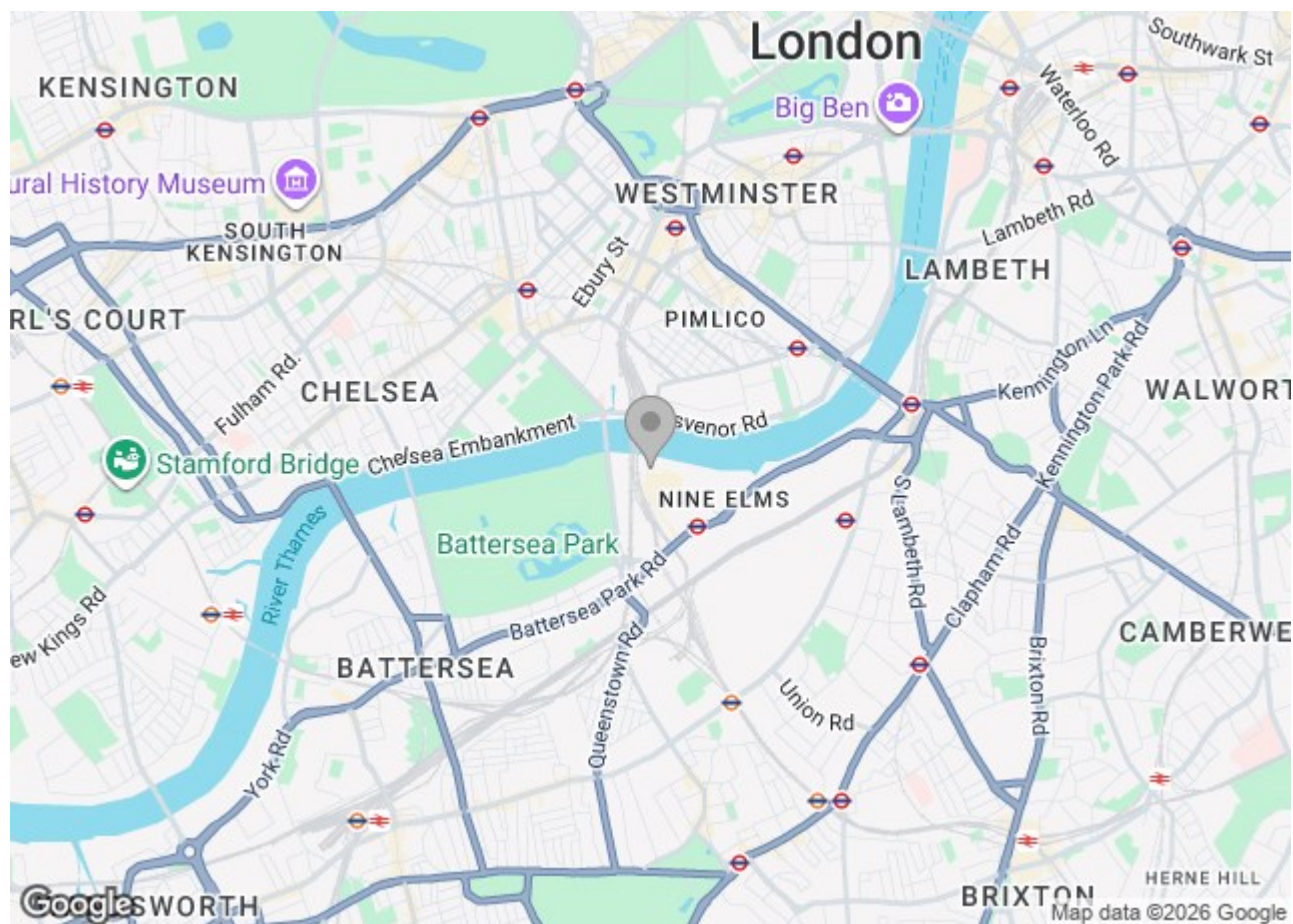 London
Southwark St
KENSINGTON
Big Ben
Waterloo Rd
ural History Museum
WESTMINSTER
SOUTH
KENSINGTON
Lambeth Rd
Ebury St
LAMBETH
RL'S COURT
PIMLICO
Kennington Ln
Kennington Park Rd
Fulham Rd.
CHELSEA
WALWORT
Chelsea Embankment
svenor Rd
Stamford Bridge
NINE ELMS
S Lambeth Rd
River Thames
Battersea Park
Clapham Rd
Battersea Park Rd
ew Kings Rd
CAMBERWE
BATTERSEA
Queenstown Rd
Union Rd
Brixton Rd
York Rd
HERNE HILL
BRIXTON
Google
SWORTH
Map data ©2026 Google